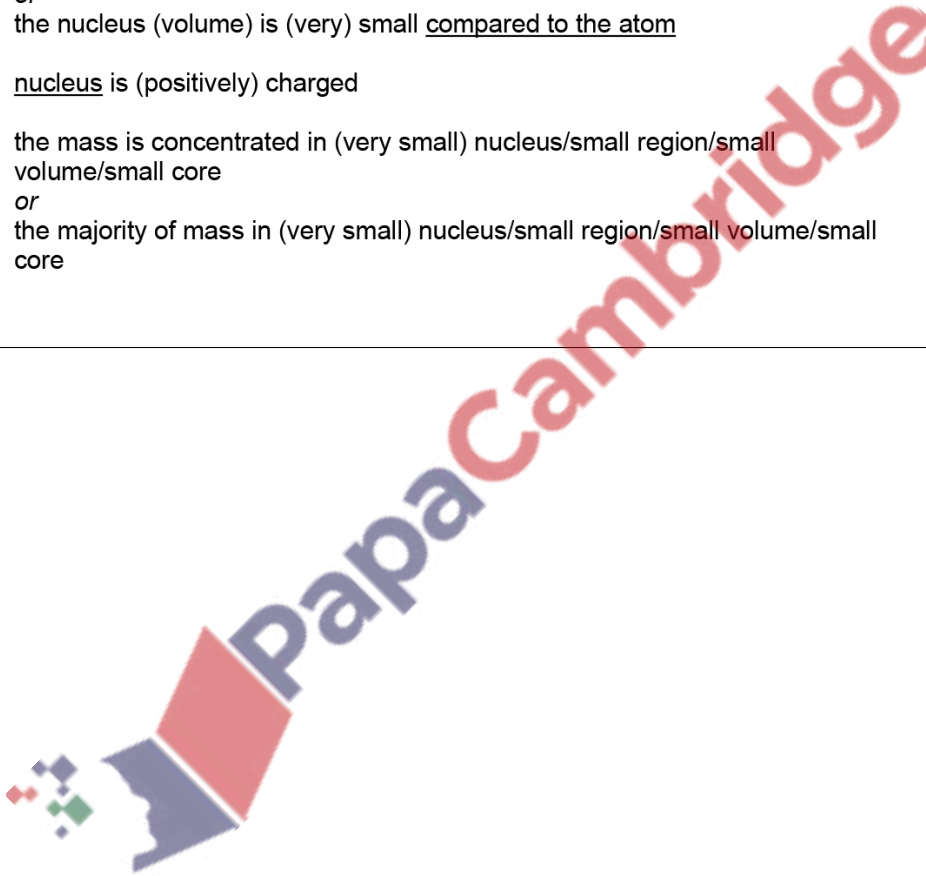 the nucleus (volume) is (very) small compared to the atom
nucleus is (positively) charged
the mass is concentrated in (very small) nucleus/small region/small
volume/small core
or
the majority of mass in (very small) nucleus/small region/small volume/small
core
PapaCambridge